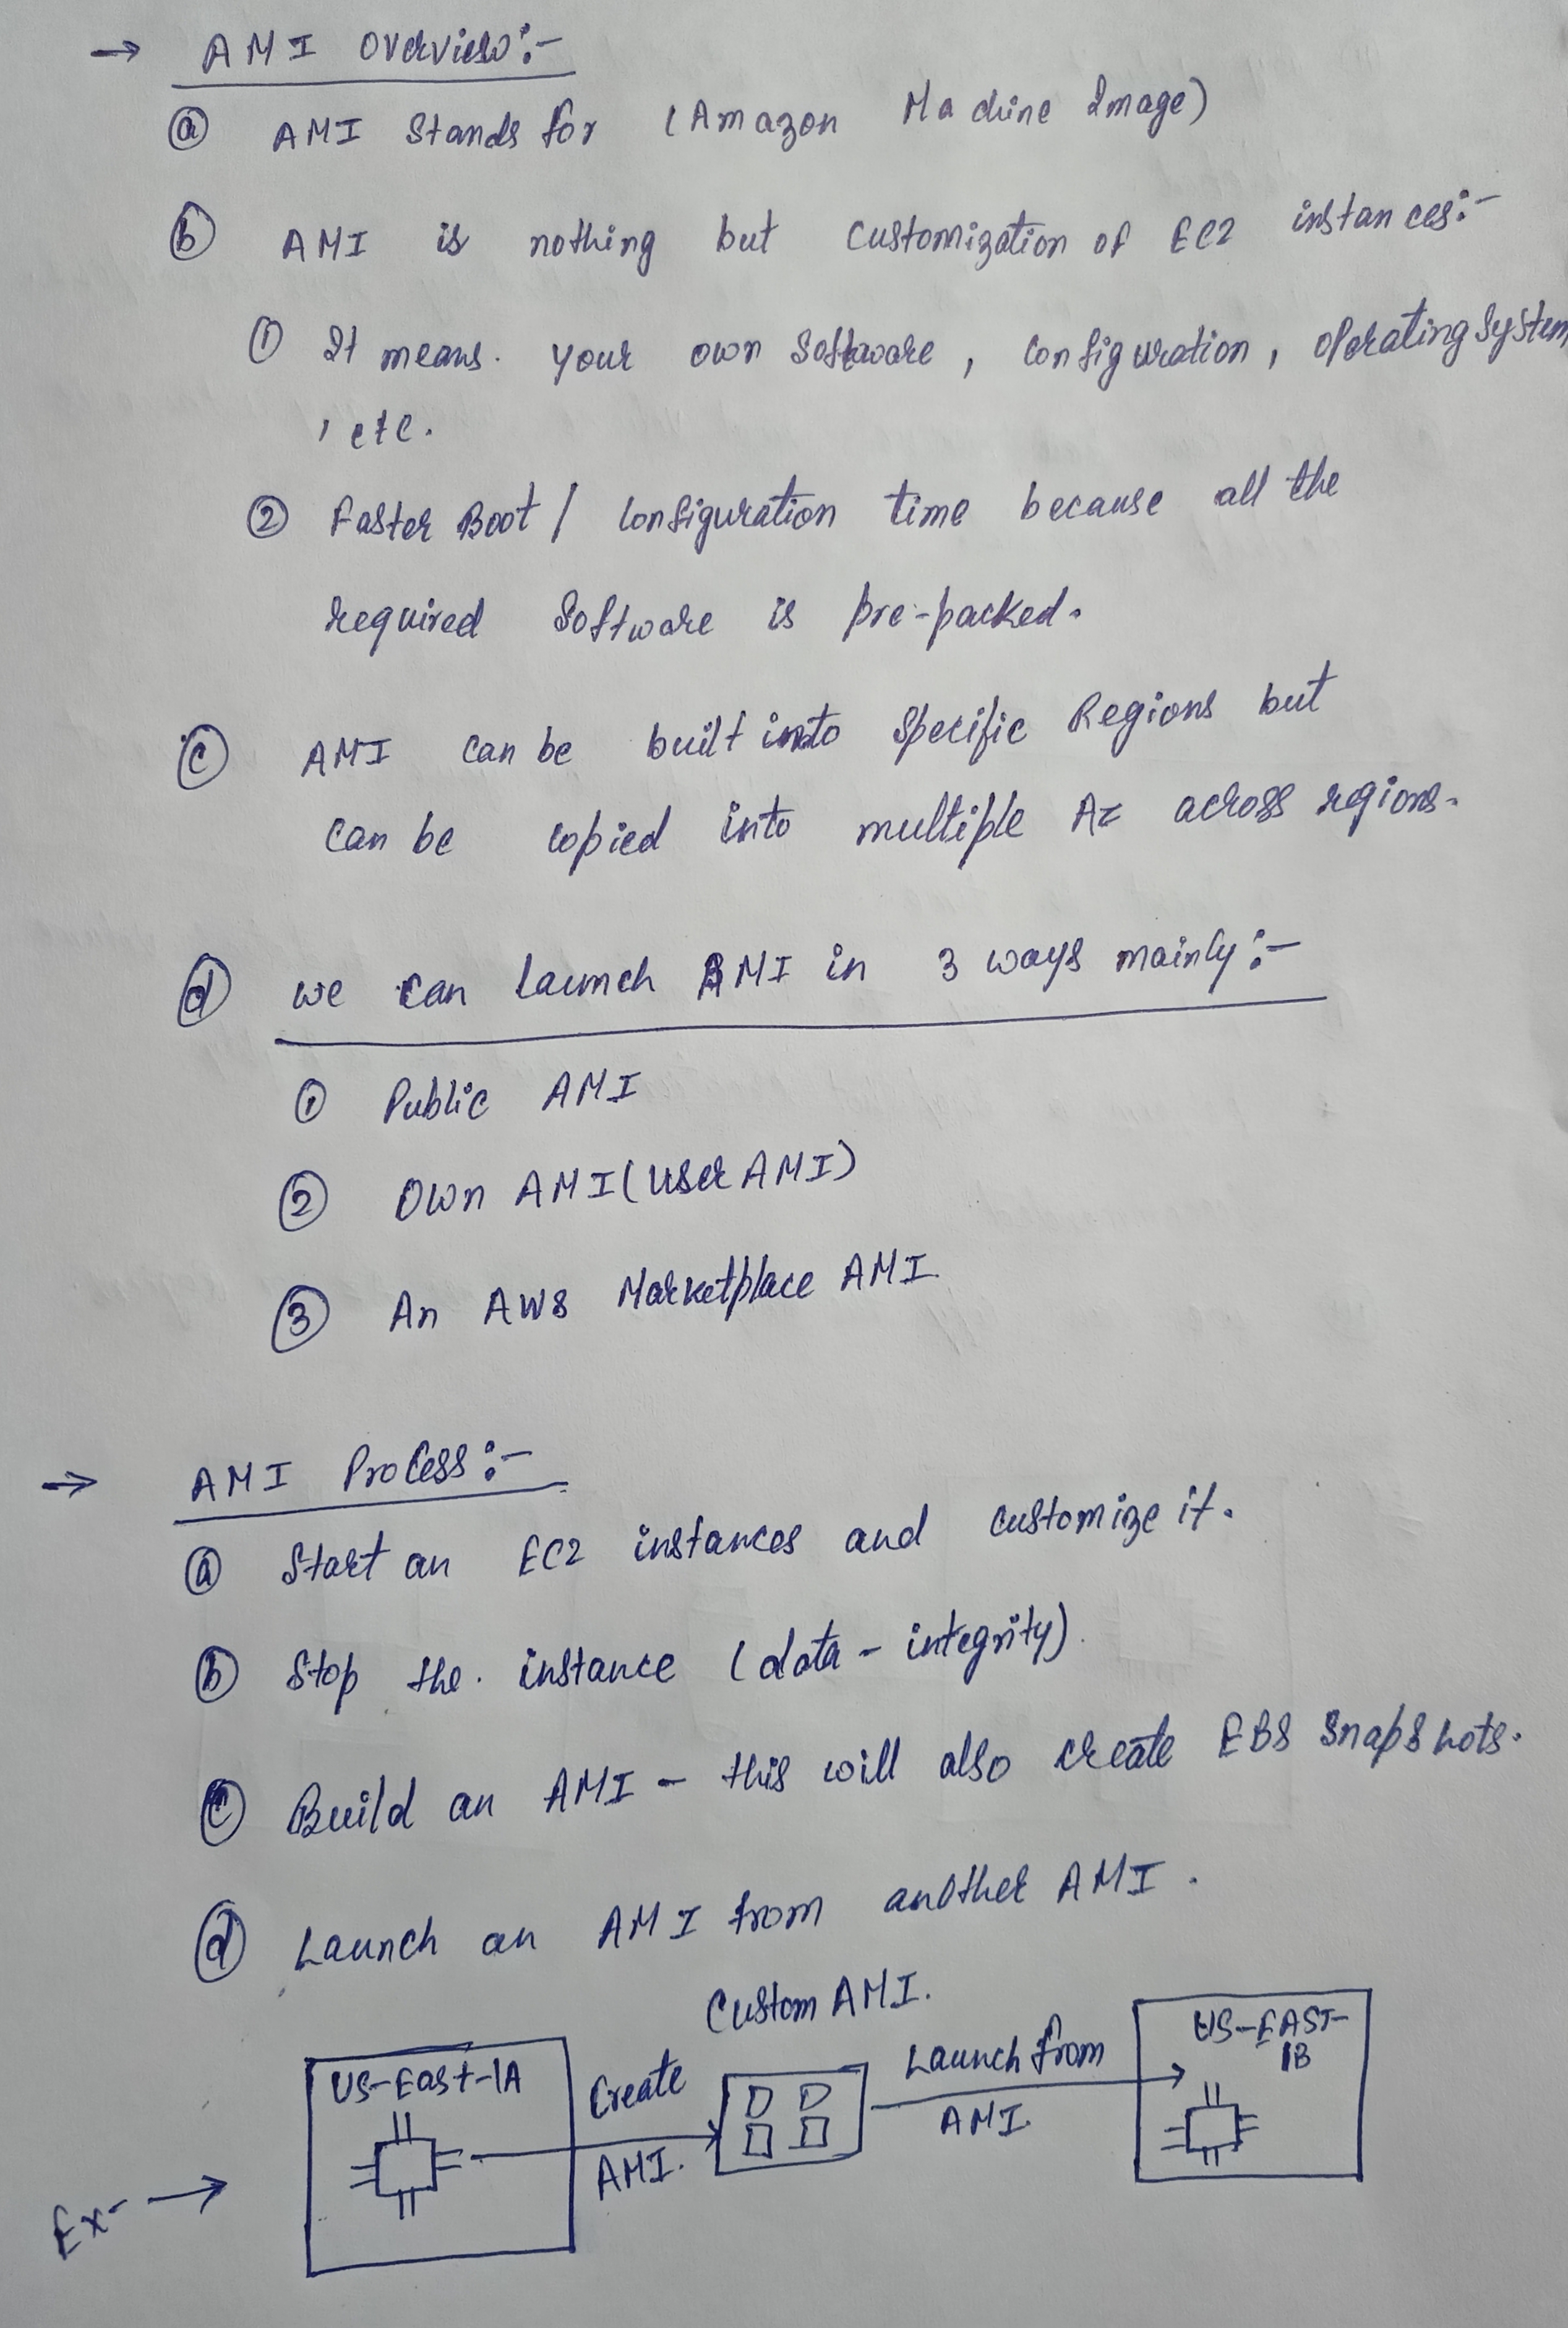 → AMI Overview:-
ⓐ AMI Stands for (Amazon Machine Image)
ⓑ AMI is nothing but Customization of EC2 instances:-
① It means. your own Software, Configuration, Operating System
, etc.
② Faster Boot / Configuration time because all the
required Software is pre-packed.
ⓒ AMI can be built into Specific Regions but
can be copied into multiple AZ across regions.
ⓓ we can Launch AMI in 3 ways mainly:-
① Public AMI
② Own AMI (User AMI)
③ An AWS Marketplace AMI
→ AMI Process:-
ⓐ Start an EC2 instances and customize it.
ⓑ Stop the. instance (data - integrity)
ⓒ Build an AMI - this will also create EBS Snapshots.
ⓓ Launch an AMI from another AMI.
Custom AMI.
US-East-1A
Create
AMI.
Launch from
AMI.
US-EAST-
1B
Ex- →